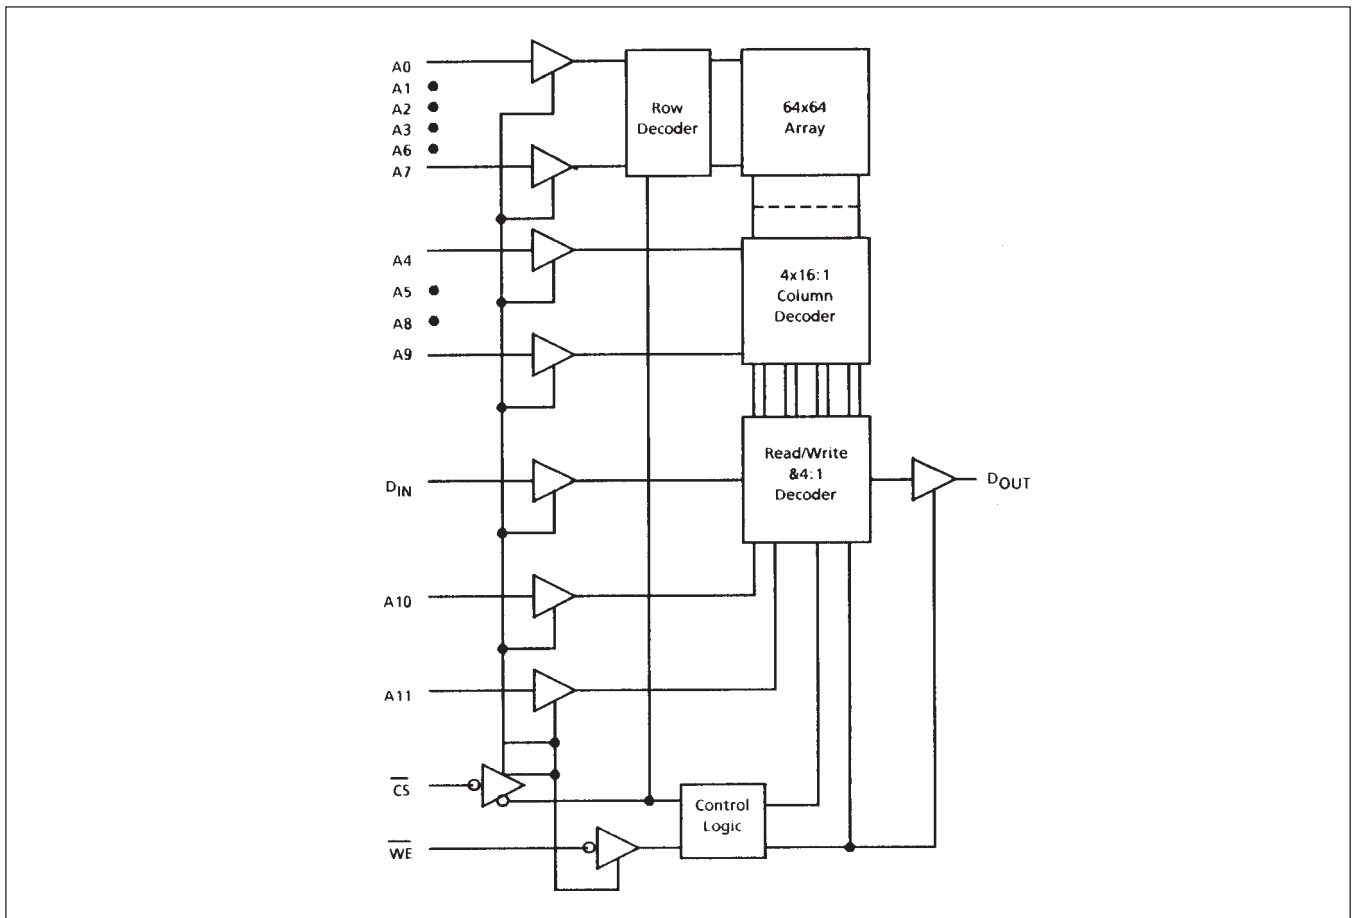 A0
A1
A2
A3
A6
A7
A4
A5
A8
A9
DIN
A10
A11
CS
WE
Row
Decoder
64x64
Array
4x16:1
Column
Decoder
Read/Write
&4:1
Decoder
DOUT
Control
Logic